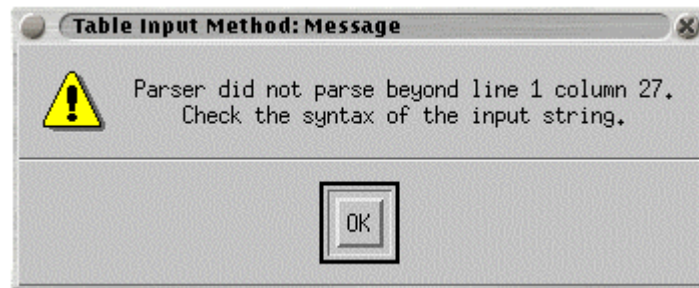 Table Input Method: Message
Parser did not parse beyond line 1 column 27.
Check the syntax of the input string.
OK